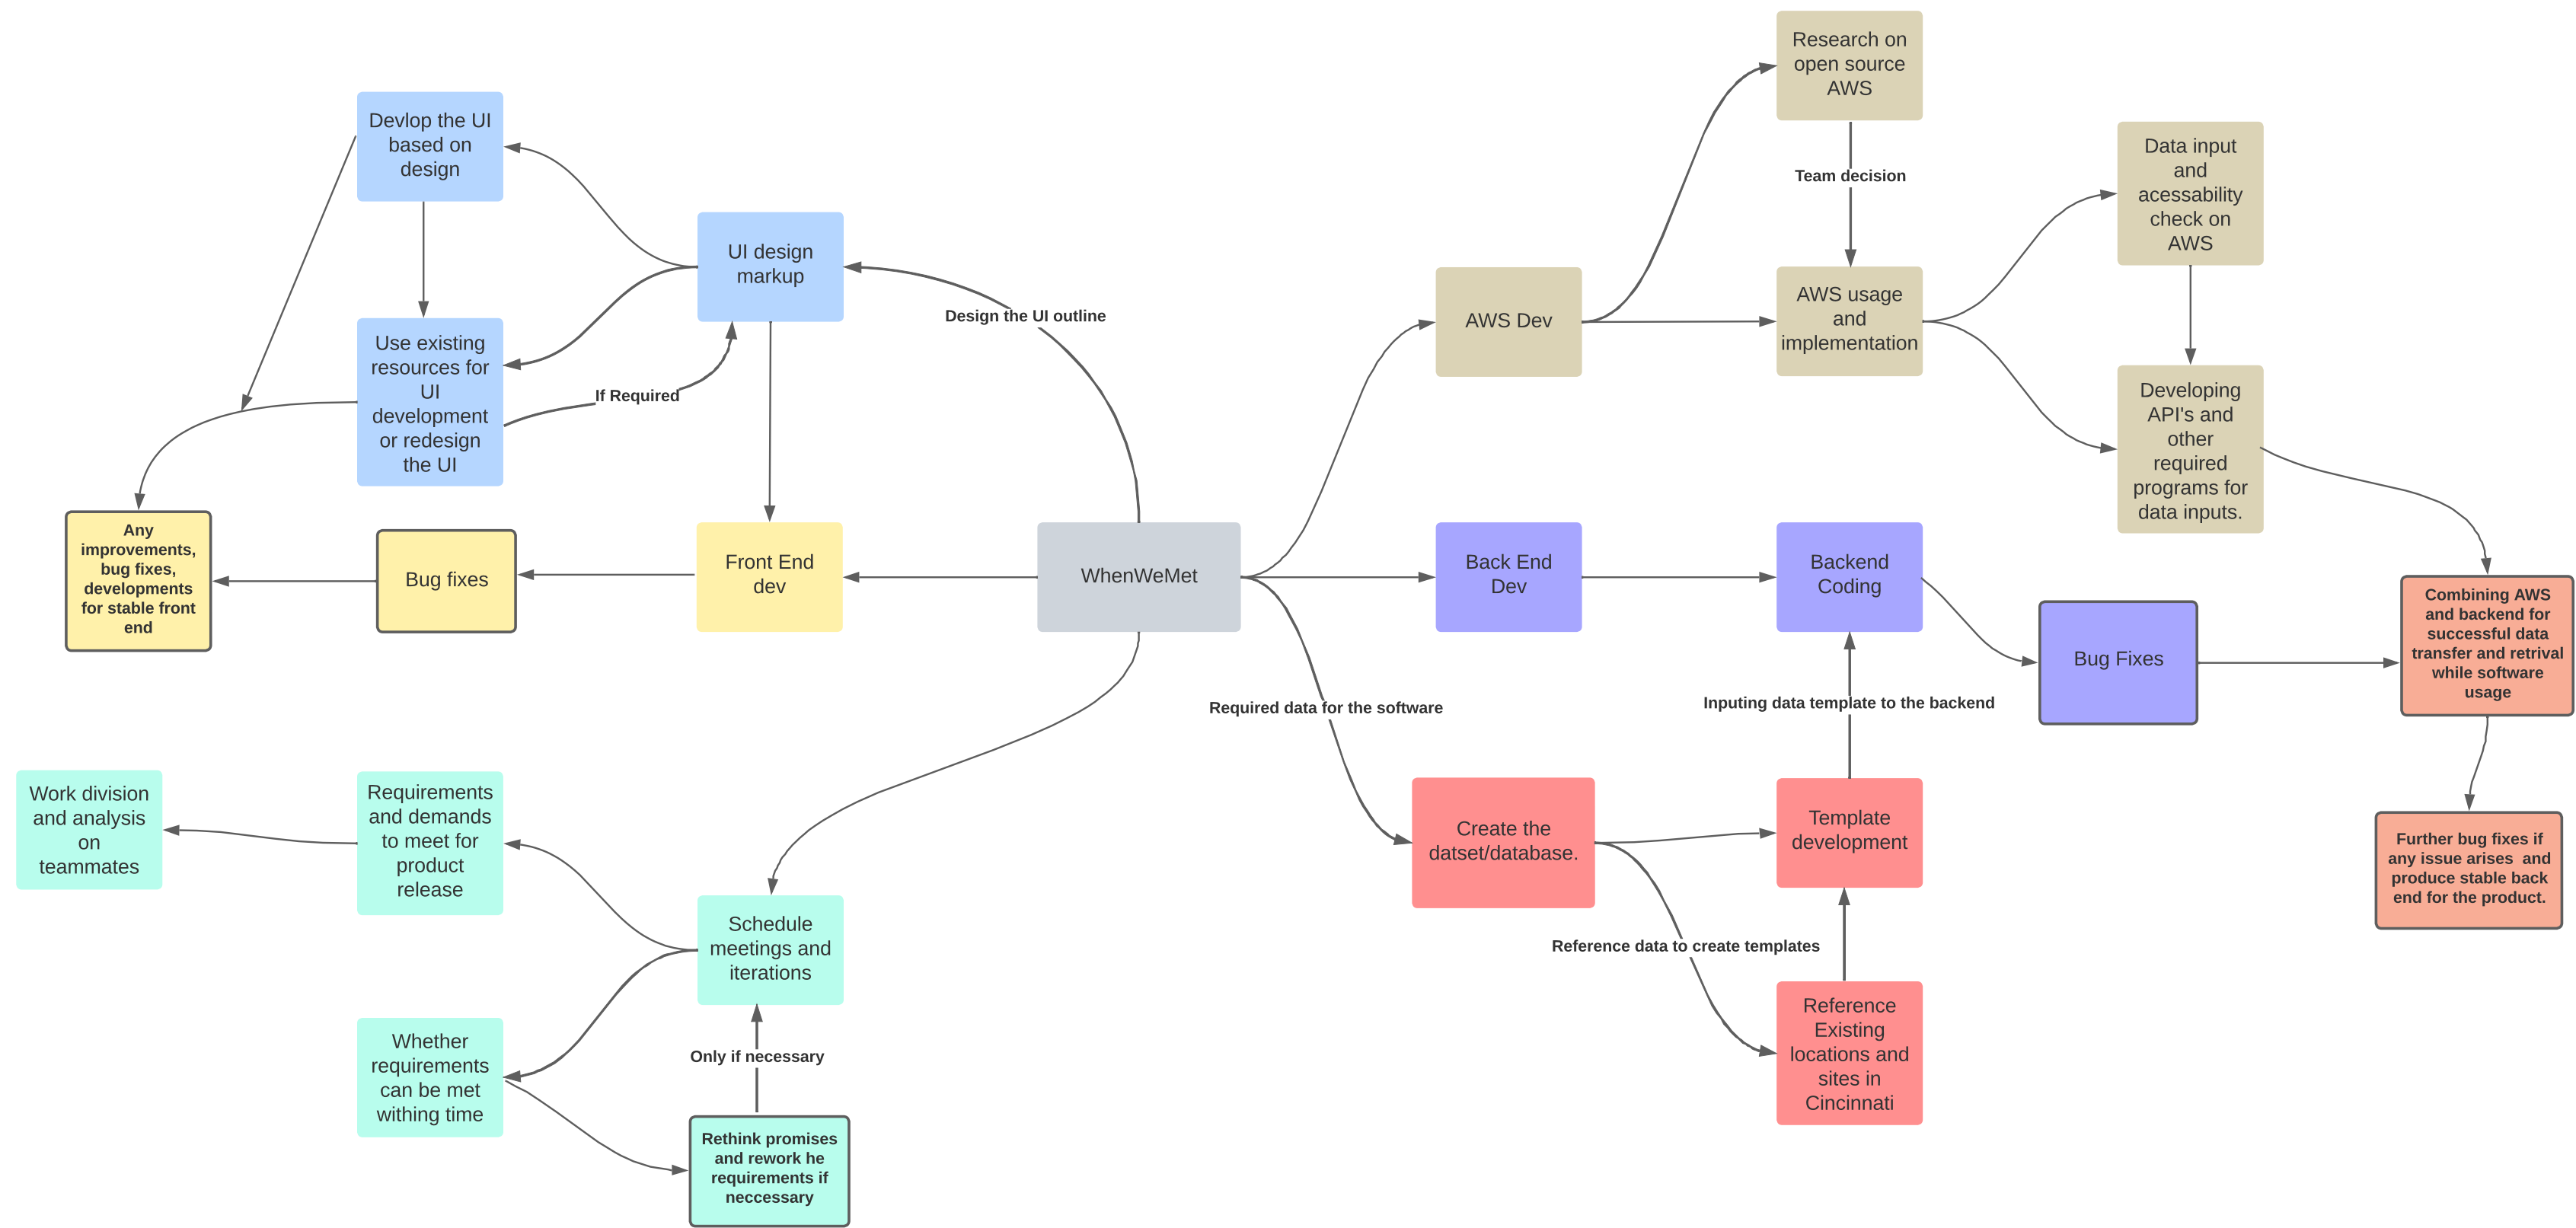 Research on
open source
AWS
Devlop the UI
based on
design
Data input
and
acessability
check on
AWS
Team decision
UI design
markup
AWS Dev
AWS usage
and
implementation
Design the UI outline
Use existing
resources for
UI
development
or redesign
the UI
If Required
Developing
API's and
other
required
programs for
data inputs.
Any
improvements,
bug fixes,
developments
for stable front
end
Bug fixes
Front End
dev
WhenWeMet
Back End
Dev
Backend
Coding
Bug Fixes
Combining AWS
and backend for
successful data
transfer and retrival
while software
usage
Required data for the software
Inputing data template to the backend
Work division
and analysis
on
teammates
Requirements
and demands
to meet for
product
release
Create the
datset/database.
Template
development
Further bug fixes if
any issue arises  and
produce stable back
end for the product.
Schedule
meetings and
iterations
Reference data to create templates
Whether
requirements
can be met
withing time
Only if necessary
Reference
Existing
locations and
sites in
Cincinnati
Rethink promises
and rework he
requirements if
neccessary